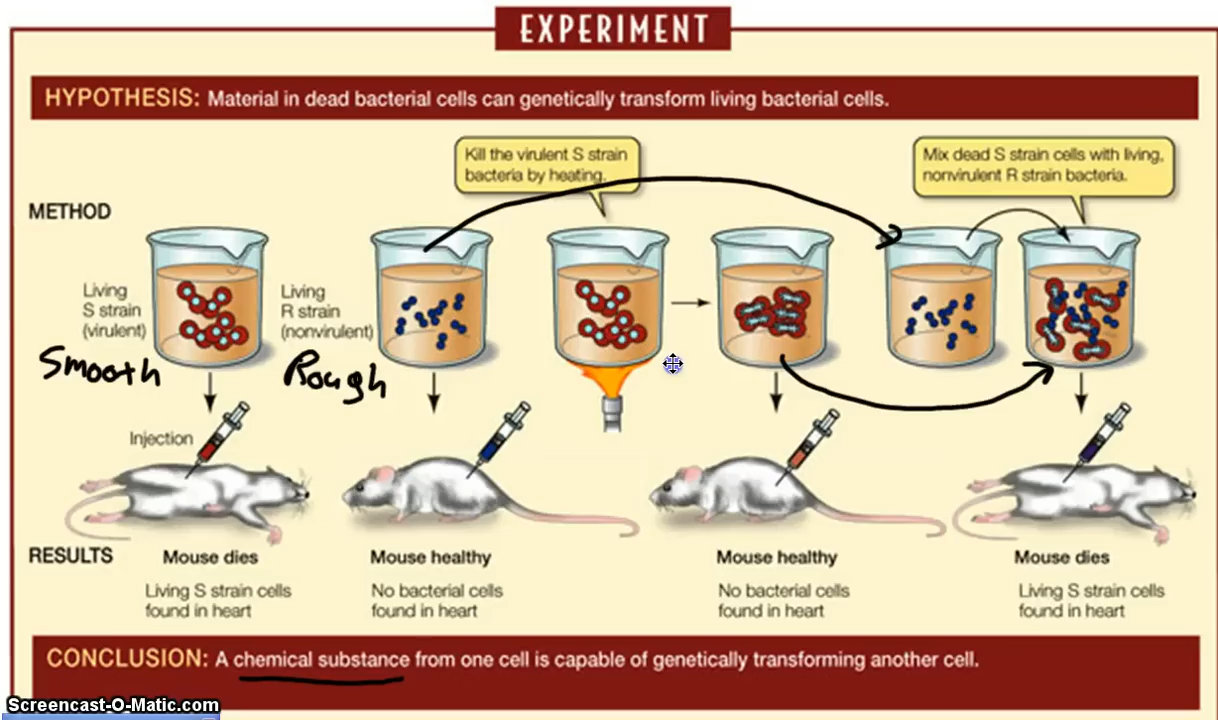 EXPERIMENT
HYPOTHESIS: Material in dead bacterial cells can genetically transform living bacterial cells.
Kill the virulent S strain
bacteria by heating.
Mix dead S strain cells with living,
nonvirulent R strain bacteria.
METHOD
Living
S strain
(virulent)
Smooth
Living
R strain
(nonvirulent)
Rough
Injection
RESULTS
Mouse dies
Living S strain cells
found in heart
Mouse healthy
No bacterial cells
found in heart
Mouse healthy
No bacterial cells
found in heart
Mouse dies
Living S strain cells
found in heart
CONCLUSION: A chemical substance from one cell is capable of genetically transforming another cell.
Screencast-O-Matic.com